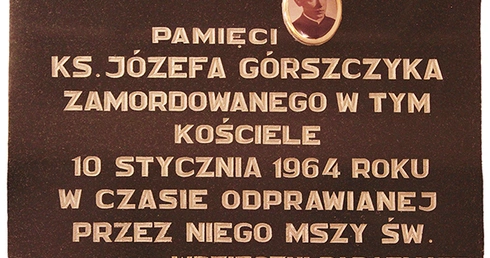 PAMIĘCI
KS. JÓZEFA GÓRSZCZYKA
ZAMORDOWANEGO W TYM
KOŚCIELE
10 STYCZNIA 1964 ROKU
W CZASIE ODPRAWIANEJ
PRZEZ NIEGO MSZY ŚW.